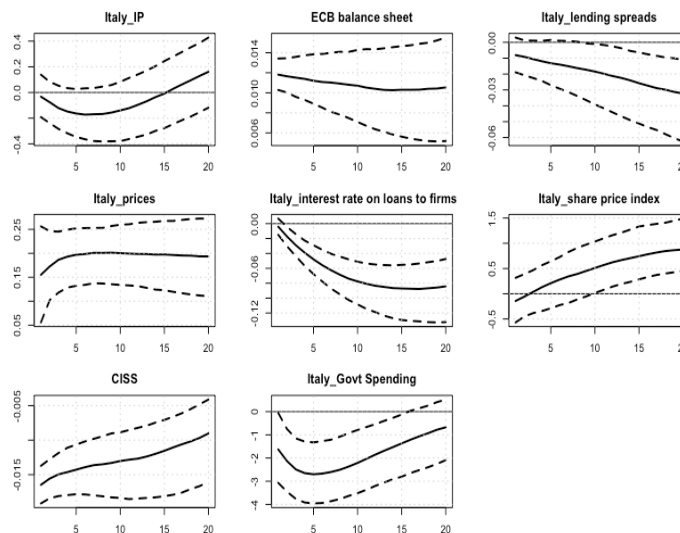 Italy_IP
0.4
0.0
-0.4
5 10 15 20
ECB balance sheet
0.014
0.010
0.006
5 10 15 20
Italy_lending spreads
0.00
-0.03
-0.06
5 10 15 20
Italy_prices
0.25
0.15
0.05
5 10 15 20
Italy_interest rate on loans to firms
0.00
-0.06
-0.12
5 10 15 20
Italy_share price index
1.5
0.5
-0.5
5 10 15 20
CISS
-0.005
-0.015
5 10 15 20
Italy_Govt Spending
0
-1
-2
-3
-4
5 10 15 20